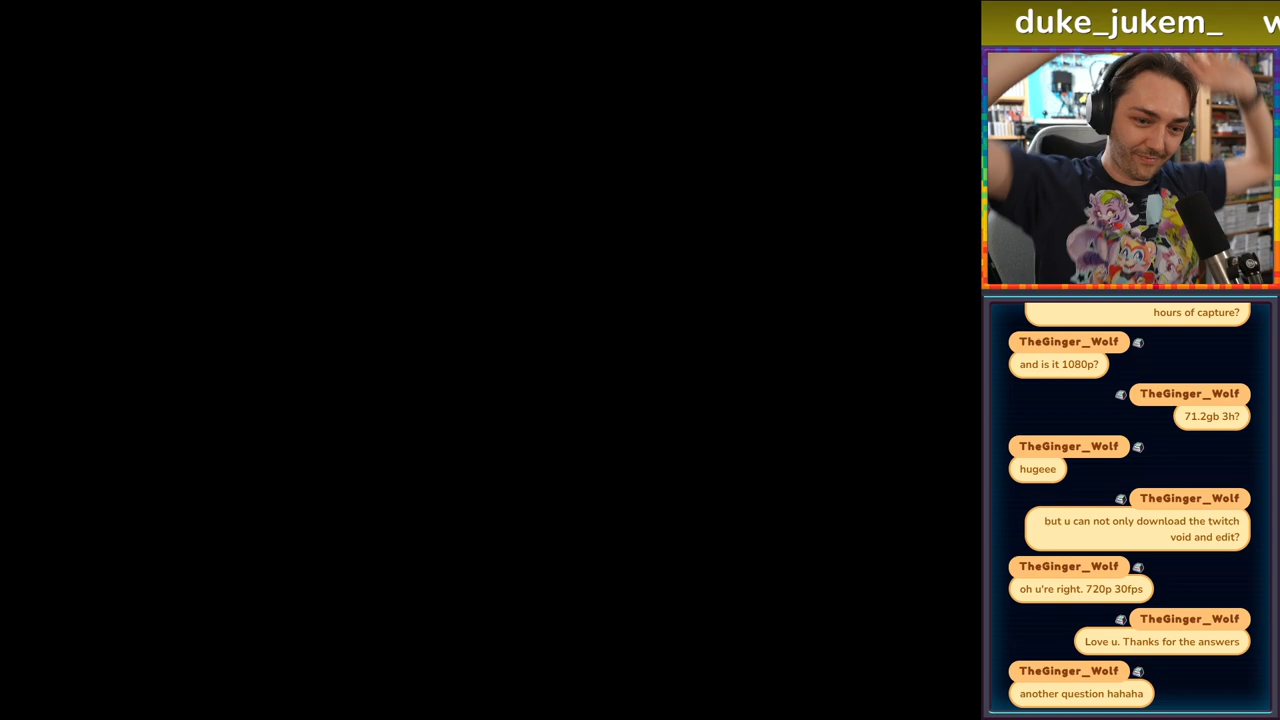 duke_jukem_ w
hours of capture?
TheGinger_Wolf
and is it 1080p?
TheGinger_Wolf
71.2gb 3h?
TheGinger_Wolf
hugeee
TheGinger_Wolf
but u can not only download the twitch
void and edit?
TheGinger_Wolf
oh u're right. 720p 30fps
TheGinger_Wolf
Love u. Thanks for the answers
TheGinger_Wolf
another question hahaha